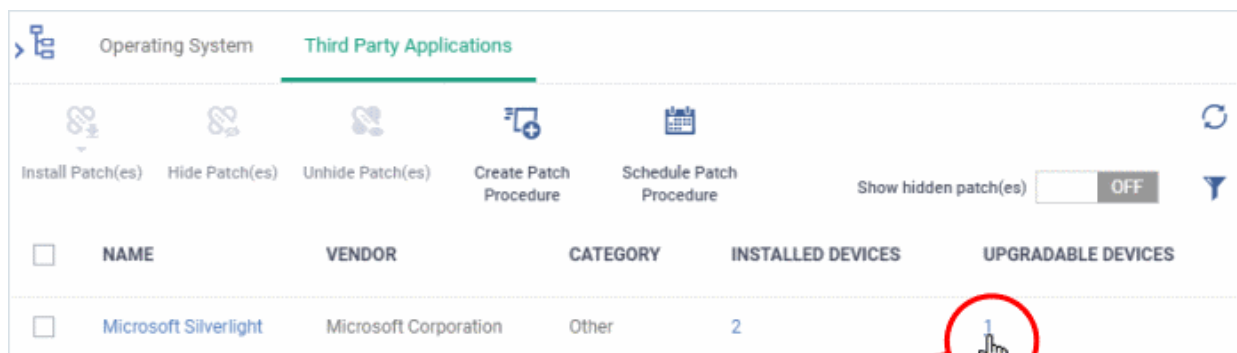 Operating System Third Party Applications
Install Patch(es) Hide Patch(es) Unhide Patch(es) Create Patch Procedure Schedule Patch Procedure
Show hidden patch(es) OFF
NAME VENDOR CATEGORY INSTALLED DEVICES UPGRADABLE DEVICES
Microsoft Silverlight Microsoft Corporation Other 2 1